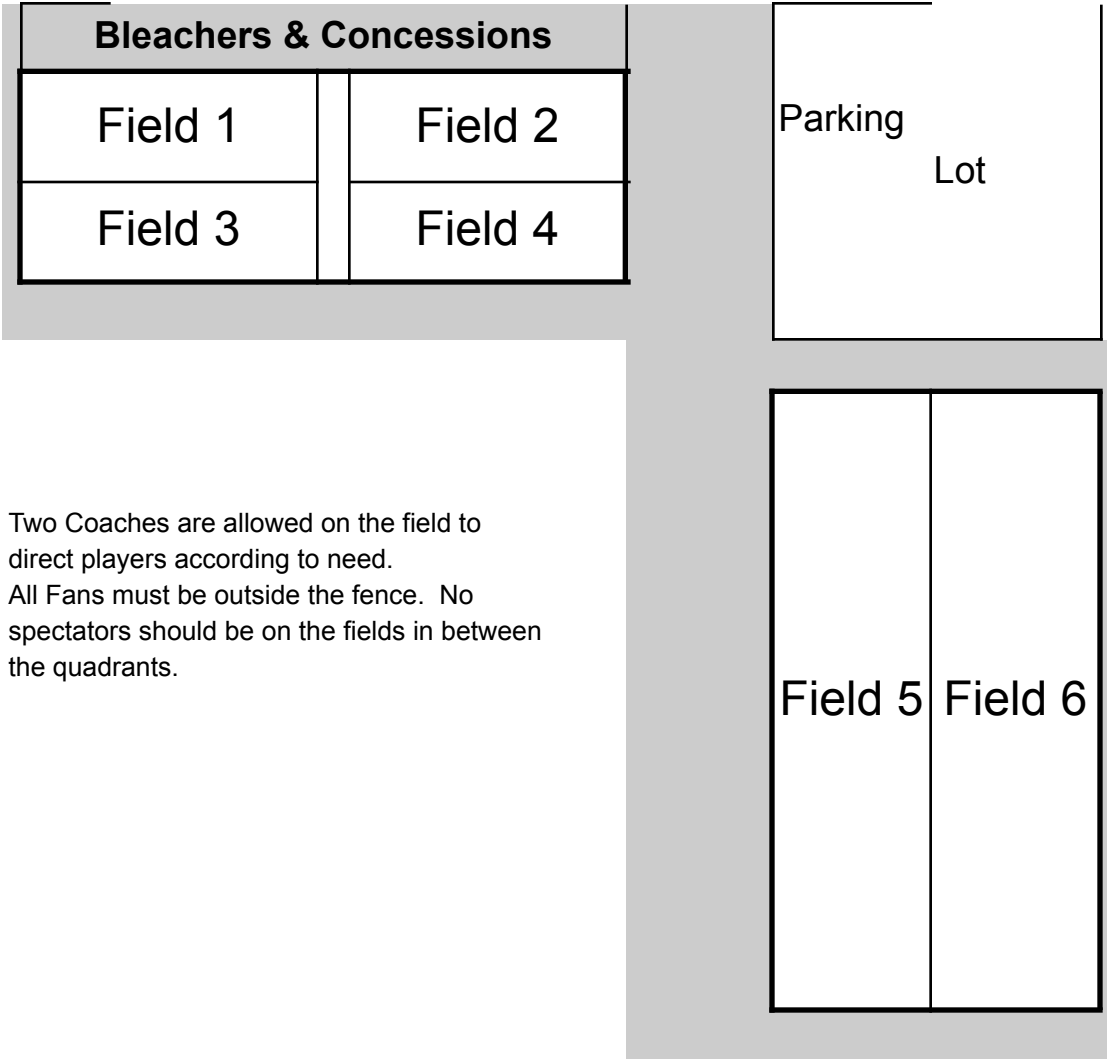 Bleachers & Concessions
Field 1
Field 2
Parking
Lot
Field 3
Field 4
Two Coaches are allowed on the field to
direct players according to need.
All Fans must be outside the fence.  No
spectators should be on the fields in between
the quadrants.
Field 5
Field 6